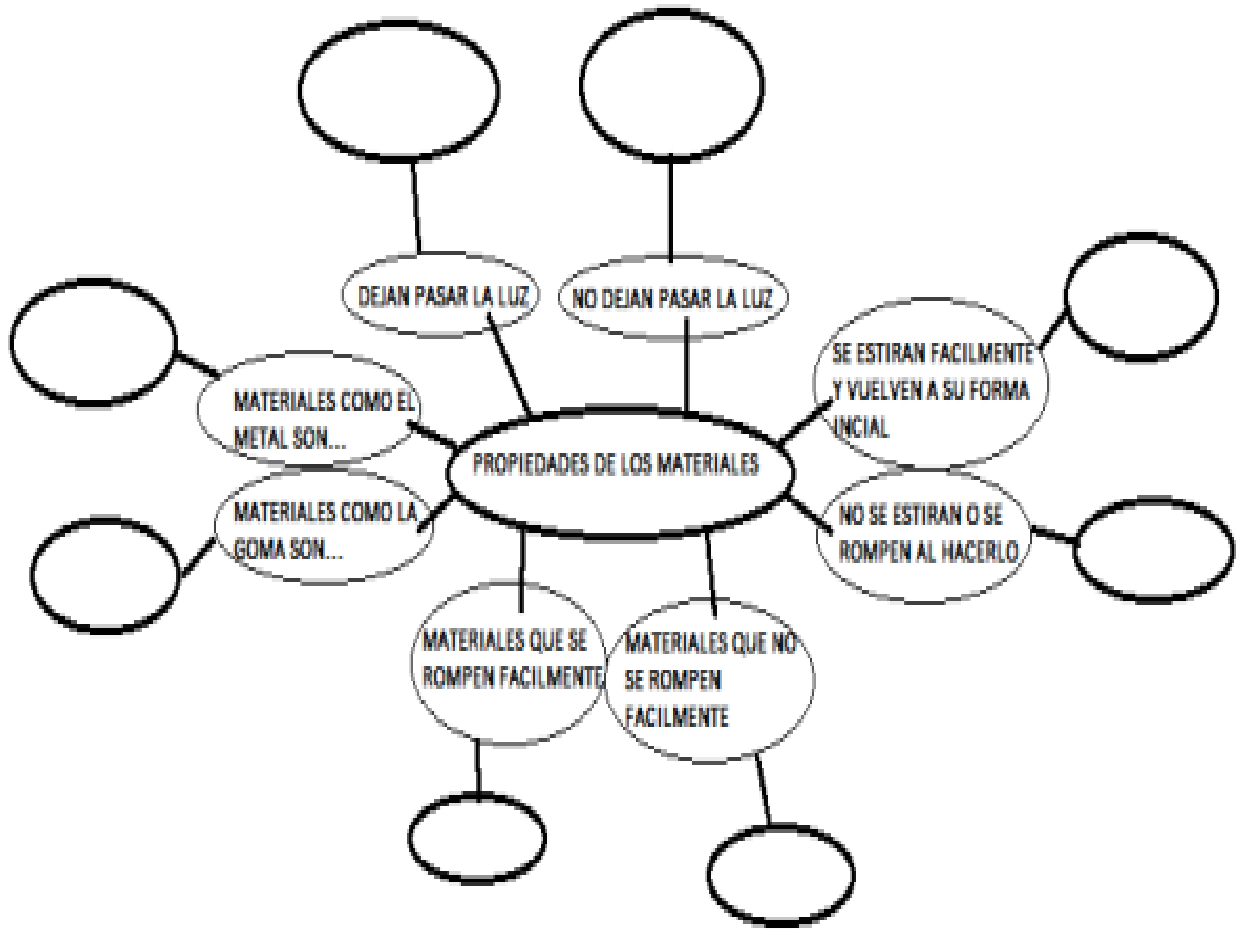 DEJAN PASAR LA LUZ
NO DEJAN PASAR LA LUZ
SE ESTIRAN FACILMENTE
Y VUELVEN A SU FORMA
INCIAL
MATERIALES COMO EL
METAL SON...
PROPIEDADES DE LOS MATERIALES
MATERIALES COMO LA
GOMA SON...
NO SE ESTIRAN O SE
ROMPEN AL HACERLO
MATERIALES QUE SE
ROMPEN FACILMENTE
MATERIALES QUE NO
SE ROMPEN
FACILMENTE